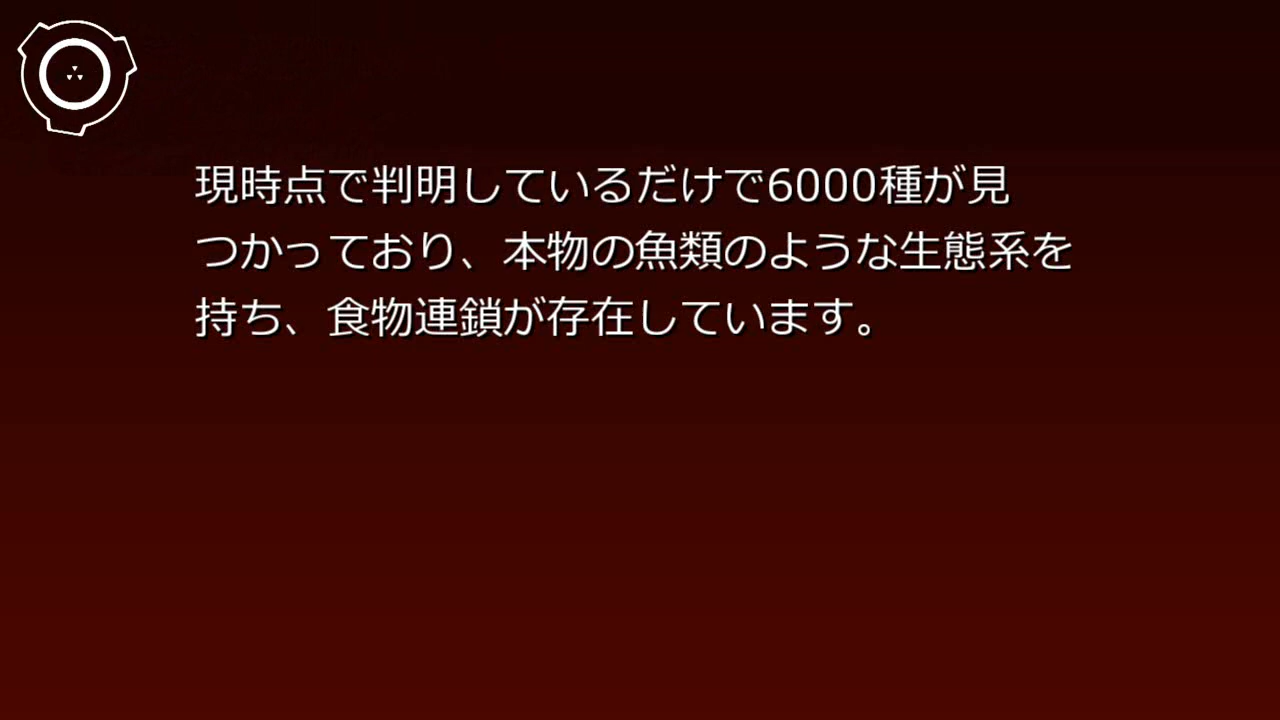 現時点で判明しているだけで6000種が見
つかっており、本物の魚類のような生態系を
持ち、食物連鎖が存在しています。